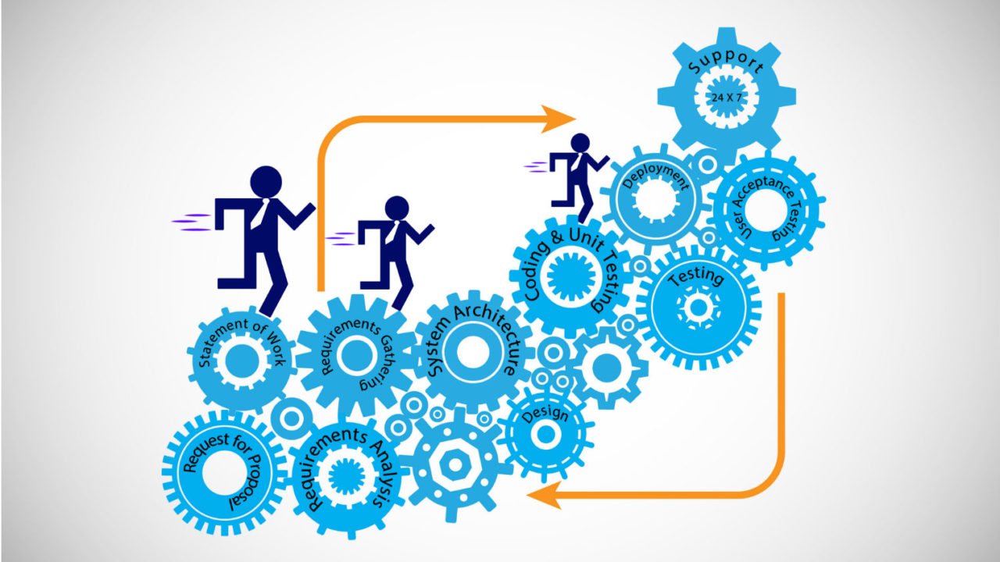 Support
24 X 7
Deployment
User Acceptance Testing
Coding & Unit Testing
Testing
Statement of Work
Requirements Gathering
System Architecture
Design
Request for Proposal
Requirements Analysis